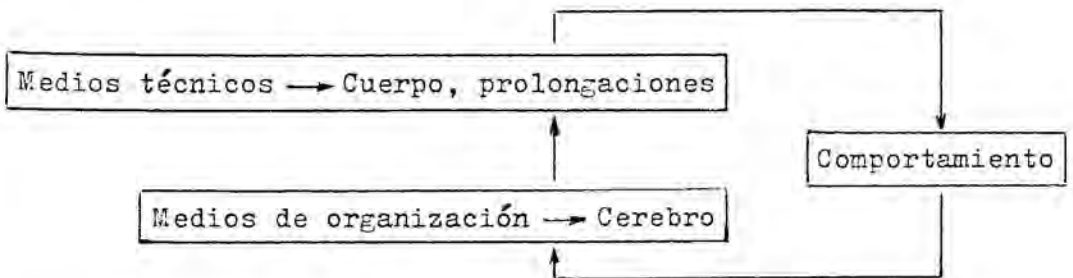 Medios técnicos → Cuerpo, prolongaciones
Comportamiento
Medios de organización → Cerebro